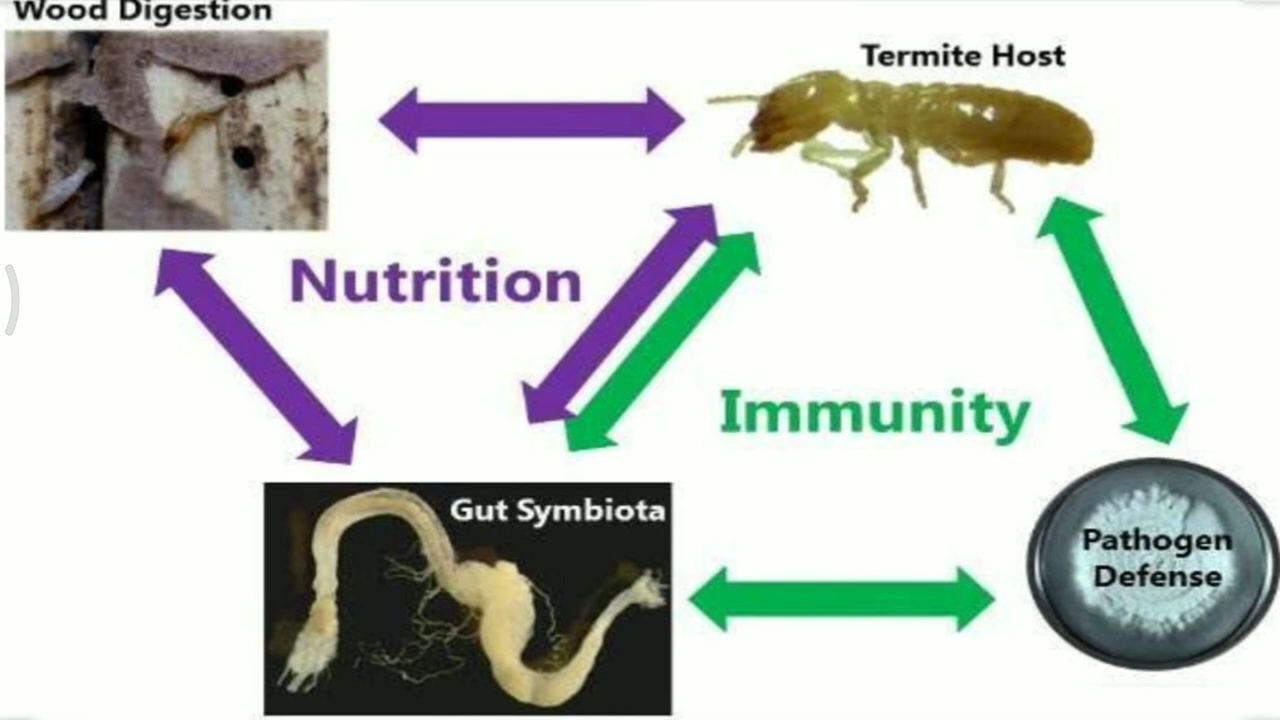 Wood Digestion
Termite Host
Nutrition
Immunity
Gut Symbiota
Pathogen
Defense